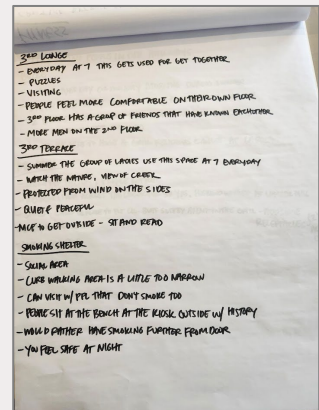 3RD LOUNGE
- EVERYDAY AT 7 THIS GETS USED FOR GET TOGETHER
- PUZZLES
- VISITING
- PEOPLE FEEL MORE COMFORTABLE ON THEIR OWN FLOOR
- 3RD FLOOR HAS A GROUP OF FRIENDS THAT HAVE KNOWN EACHOTHER
- MORE MEN ON THE 2ND FLOOR
3RD TERRACE
- SUMMER THE GROUP OF LADIES USE THIS SPACE AT 7 EVERYDAY
- WATCH THE NATURE, VIEW OF CREEK
- PROTECTED FROM WIND ON THE SIDES
- QUIET & PEACEFUL
- NICE TO GET OUTSIDE - SIT AND READ
SMOKING SHELTER
- SOCIAL AREA
- CURB WALKING AREA IS A LITTLE TOO NARROW
- CAN VISIT W/ PPL THAT DON'T SMOKE TOO
- PEOPLE SIT AT THE BENCH AT THE KIOSK OUTSIDE W/ HISTORY
- WOULD RATHER HAVE SMOKING FURTHER FROM DOOR
- YOU FEEL SAFE AT NIGHT